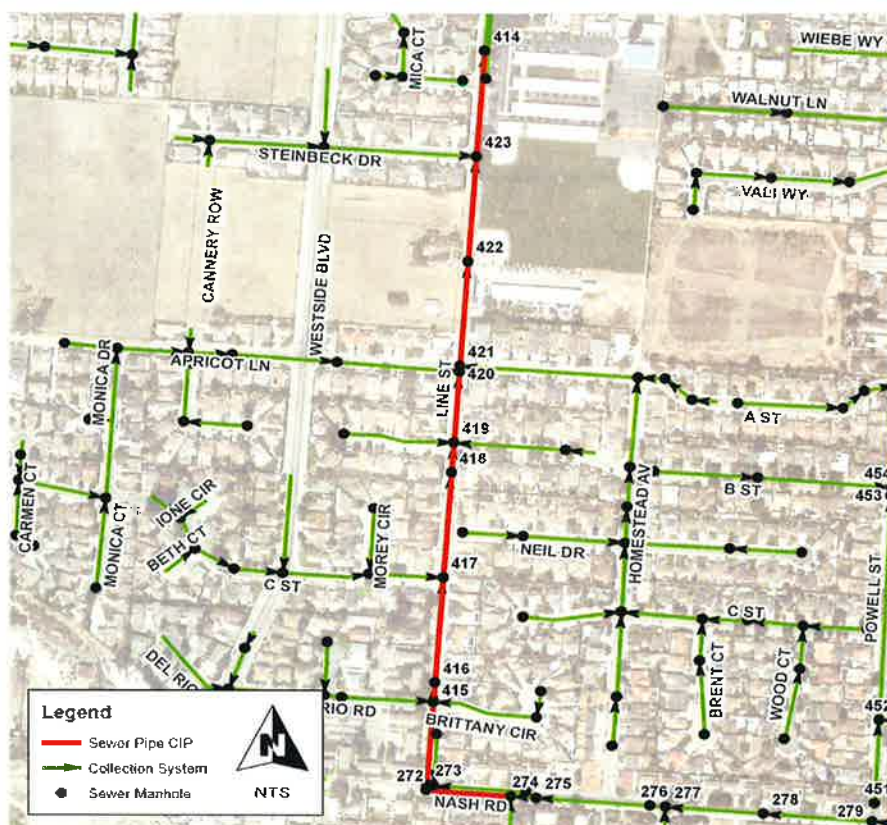 414
WIEBE WY
MICA CT
WALNUT LN
423
STEINBECK DR
VALI WY
CANNERY ROW
422
WESTSIDE BLVD
MONICA DR
APRICOT LN
421
420
LINE ST
A ST
419
418
454
B ST
453
CARMEN CT
MONICA CT
IONE CIR
BETH CT
MOREY CIR
NEIL DR
HOMESTEAD AV
C ST
417
C ST
POWELL ST
DEL RIO
416
415
RIO RD
BRITTANY CIR
BRENT CT
WOOD CT
452
Legend
Sewer Pipe CIP
Collection System
Sewer Manhole
N
NTS
272
273
NASH RD
274
275
276
277
278
279
451